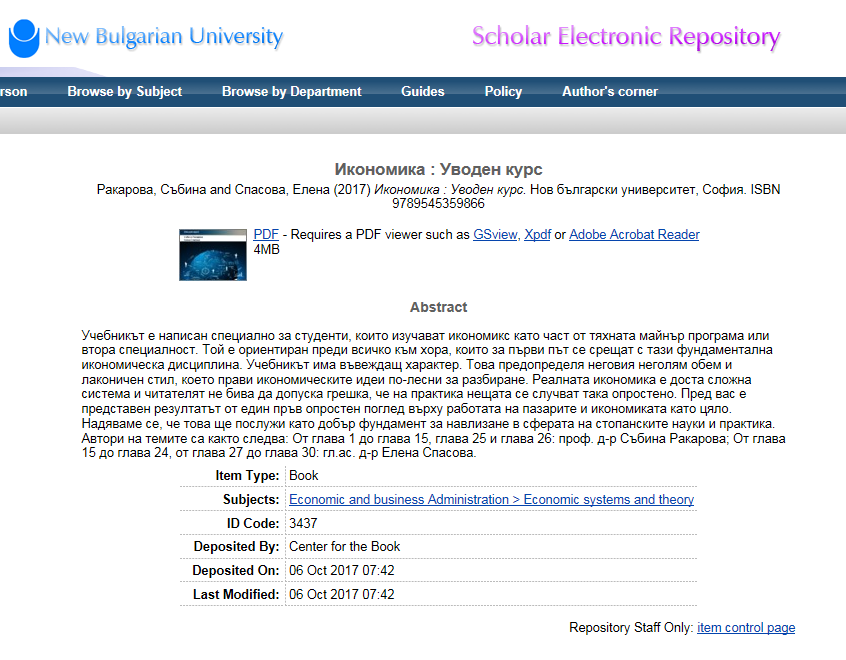 New Bulgarian University
Scholar Electronic Repository
rson Browse by Subject Browse by Department Guides Policy Author's corner
Икономика : Уводен курс
Ракарова, Събина and Спасова, Елена (2017) Икономика : Уводен курс. Нов български университет, София. ISBN
9789545359866
PDF - Requires a PDF viewer such as GSview, Xpdf or Adobe Acrobat Reader
4MB
Abstract
Учебникът е написан специално за студенти, които изучават икономикс като част от тяхната майнър програма или
втора специалност. Той е ориентиран преди всичко към хора, които за първи път се срещат с тази фундаментална
икономическа дисциплина. Учебникът има въвеждащ характер. Това предопределя неговия неголям обем и
лаконичен стил, което прави икономическите идеи по-лесни за разбиране. Реалната икономика е доста сложна
система и читателят не бива да допуска грешка, че на практика нещата се случват така опростено. Пред вас е
представен резултатът от един пръв опростен поглед върху работата на пазарите и икономиката като цяло.
Надяваме се, че това ще послужи като добър фундамент за навлизане в сферата на стопанските науки и практика.
Автори на темите са както следва: От глава 1 до глава 15, глава 25 и глава 26: проф. д-р Събина Ракарова; От глава
15 до глава 24, от глава 27 до глава 30: гл.ас. д-р Елена Спасова.
Item Type: Book
Subjects: Economic and business Administration > Economic systems and theory
ID Code: 3437
Deposited By: Center for the Book
Deposited On: 06 Oct 2017 07:42
Last Modified: 06 Oct 2017 07:42
Repository Staff Only: item control page